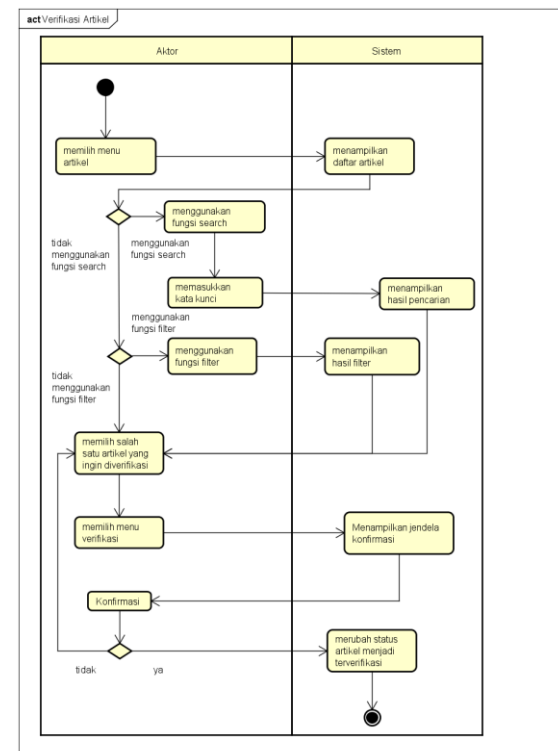 act Verifikasi Artikel
Aktor
Sistem
memilih menu
artikel
menampilkan
daftar artikel
menggunakan
fungsi search
tidak
menggunakan
fungsi search
menggunakan
fungsi search
memasukkan
kata kunci
menampilkan
hasil pencarian
menggunakan
fungsi filter
menggunakan
fungsi filter
menampilkan
hasil filter
tidak
menggunakan
fungsi filter
memilih salah
satu artikel yang
ingin diverifikasi
memilih menu
verifikasi
Menampilkan jendela
konfirmasi
Konfirmasi
tidak
ya
merubah status
artikel menjadi
terverifikasi